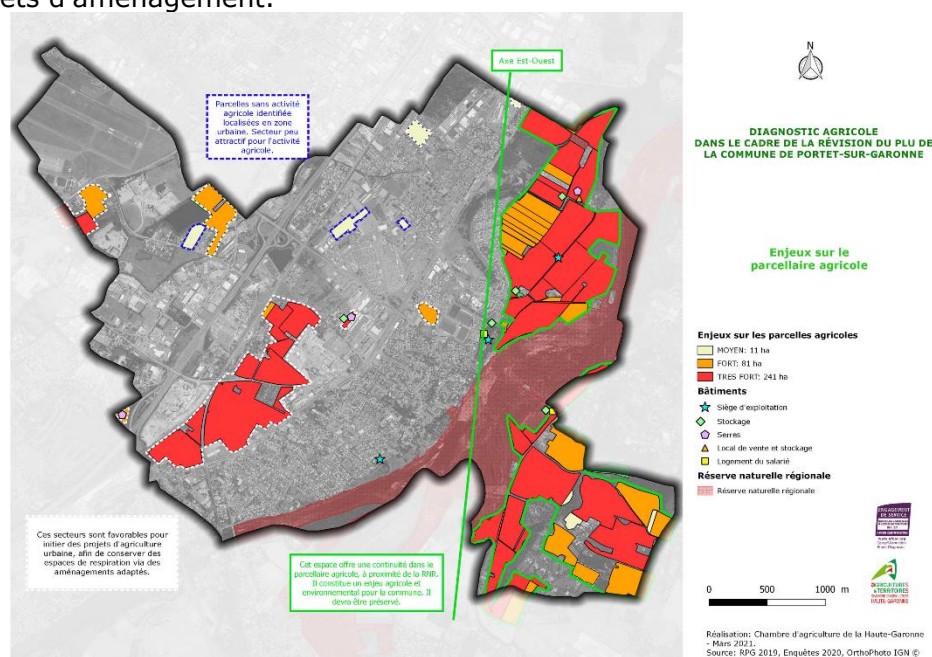 ets d'aménagement.
Axe Est-Ouest
Parcelles sans activité
agricole identifiée
localisées en zone
urbaine. Secteur peu
attractif pour l'activité
agricole.
Ces secteurs sont favorables pour
initier des projets d'agriculture
urbaine, afin de conserver des
espaces de respiration via des
aménagements adaptés.
Cet espace offre une continuité dans le
parcellaire agricole, à proximité de la RNR.
Il constitue un enjeu agricole et
environnemental pour la commune. Il
devra être préservé.
N
DIAGNOSTIC AGRICOLE
DANS LE CADRE DE LA RÉVISION DU PLU DE
LA COMMUNE DE PORTET-SUR-GARONNE
Enjeux sur le
parcellaire agricole
Enjeux sur les parcelles agricoles
MOYEN: 11 ha
FORT: 81 ha
TRES FORT: 241 ha
Bâtiments
Siège d'exploitation
Stockage
Serres
Local de vente et stockage
Logement du salarié
Réserve naturelle régionale
Réserve naturelle régionale
ENGAGEMENT
DE SERVICE
AGRICULTURES
& TERRITOIRES
HAUTE-GARONNE
0 500 1000 m
Réalisation: Chambre d'agriculture de la Haute-Garonne
- Mars 2021.
Source: RPG 2019, Enquêtes 2020, OrthoPhoto IGN ©